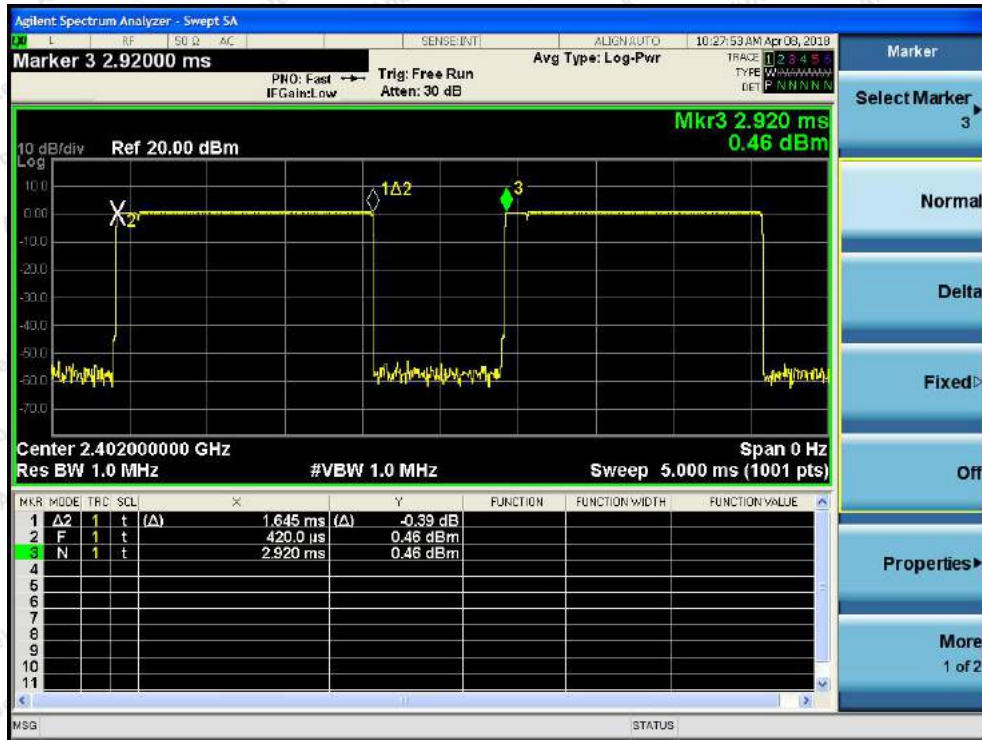 Agilent Spectrum Analyzer - Swept SA
L RF 50 Ω AC SENSE:INT ALIGN AUTO 10:27:53 AM Apr 03, 2018
Marker 3 2.92000 ms
PNO: Fast
IFGain:Low
Trig: Free Run
Atten: 30 dB
Avg Type: Log-Pwr
TRACE 1 2 3 4 5 6
TYPE
DET P N N N N N
Mkr3 2.920 ms
0.46 dBm
10 dB/div Ref 20.00 dBm
Log
10.0
0.00
-10.0
-20.0
-30.0
-40.0
-50.0
-60.0
-70.0
2
1Δ2
3
Center 2.402000000 GHz Span 0 Hz
Res BW 1.0 MHz #VBW 1.0 MHz Sweep 5.000 ms (1001 pts)
MKR MODE TRC SCL X Y FUNCTION FUNCTION WIDTH FUNCTION VALUE
1 Δ2 1 t (Δ) 1.645 ms (Δ) -0.39 dB
2 F 1 t 420.0 µs 0.46 dBm
3 N 1 t 2.920 ms 0.46 dBm
4
5
6
7
8
9
10
11
MSG STATUS
Marker
Select Marker
3
Normal
Delta
Fixed
Off
Properties
More
1 of 2